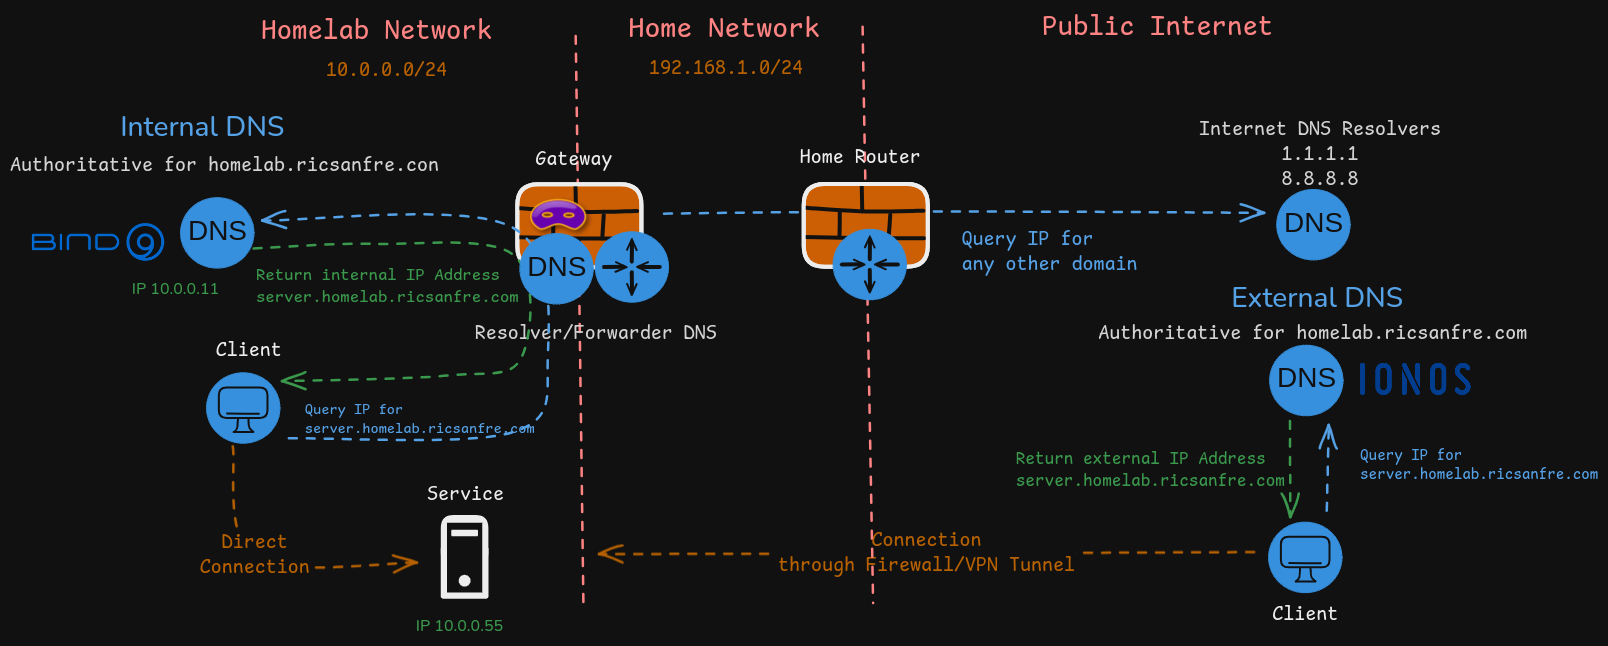 Homelab Network
10.0.0.0/24
Home Network
192.168.1.0/24
Public Internet
Internal DNS
Authoritative for homelab.ricsanfre.con
BIND 9
DNS
IP 10.0.0.11
Return internal IP Address
server.homelab.ricsanfre.com
Gateway
DNS
Resolver/Forwarder DNS
Home Router
Query IP for
any other domain
Internet DNS Resolvers
1.1.1.1
8.8.8.8
DNS
External DNS
Authoritative for homelab.ricsanfre.com
DNS
IONOS
Client
Query IP for
server.homelab.ricsanfre.com
Direct
Connection
Service
IP 10.0.0.55
Return external IP Address
server.homelab.ricsanfre.com
Query IP for
server.homelab.ricsanfre.com
Connection
through Firewall/VPN Tunnel
Client